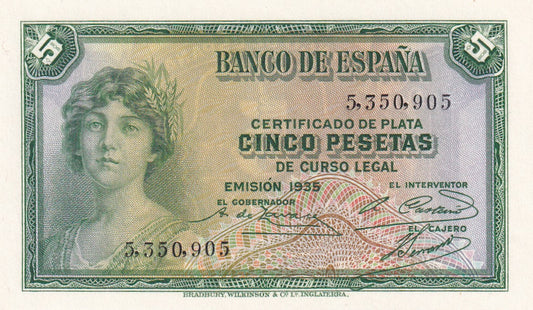 5 5
BANCO DE ESPAÑA
5,350,905
CERTIFICADO DE PLATA
CINCO PESETAS
DE CURSO LEGAL
EMISIÓN 1935 EL INTERVENTOR
EL GOBERNADOR
EL CAJERO
5,350,905
BRADBURY, WILKINSON & Cº Lᵈ. INGLATERRA.